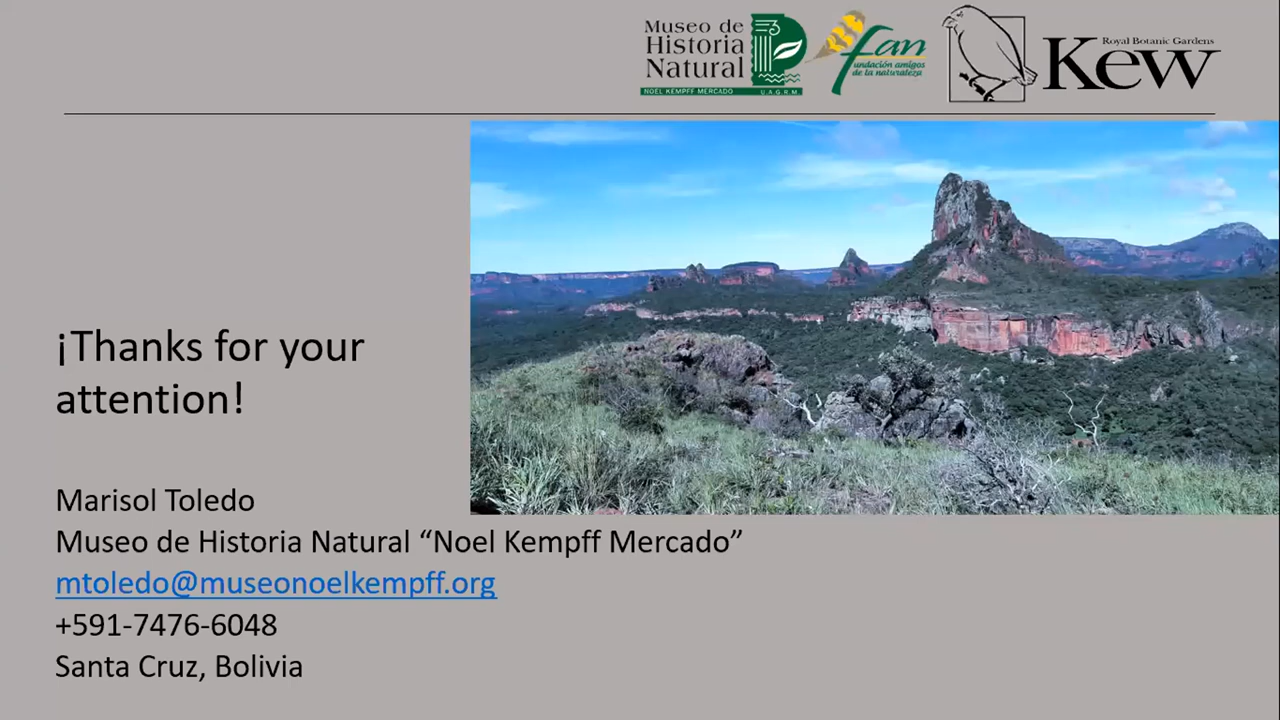 Museo de
Historia
Natural
NOEL KEMPFF MERCADO U.A.G.R.M.
fan
fundación amigos
de la naturaleza
Royal Botanic Gardens
Kew
¡Thanks for your
attention!
Marisol Toledo
Museo de Historia Natural “Noel Kempff Mercado”
mtoledo@museonoelkempff.org
+591-7476-6048
Santa Cruz, Bolivia